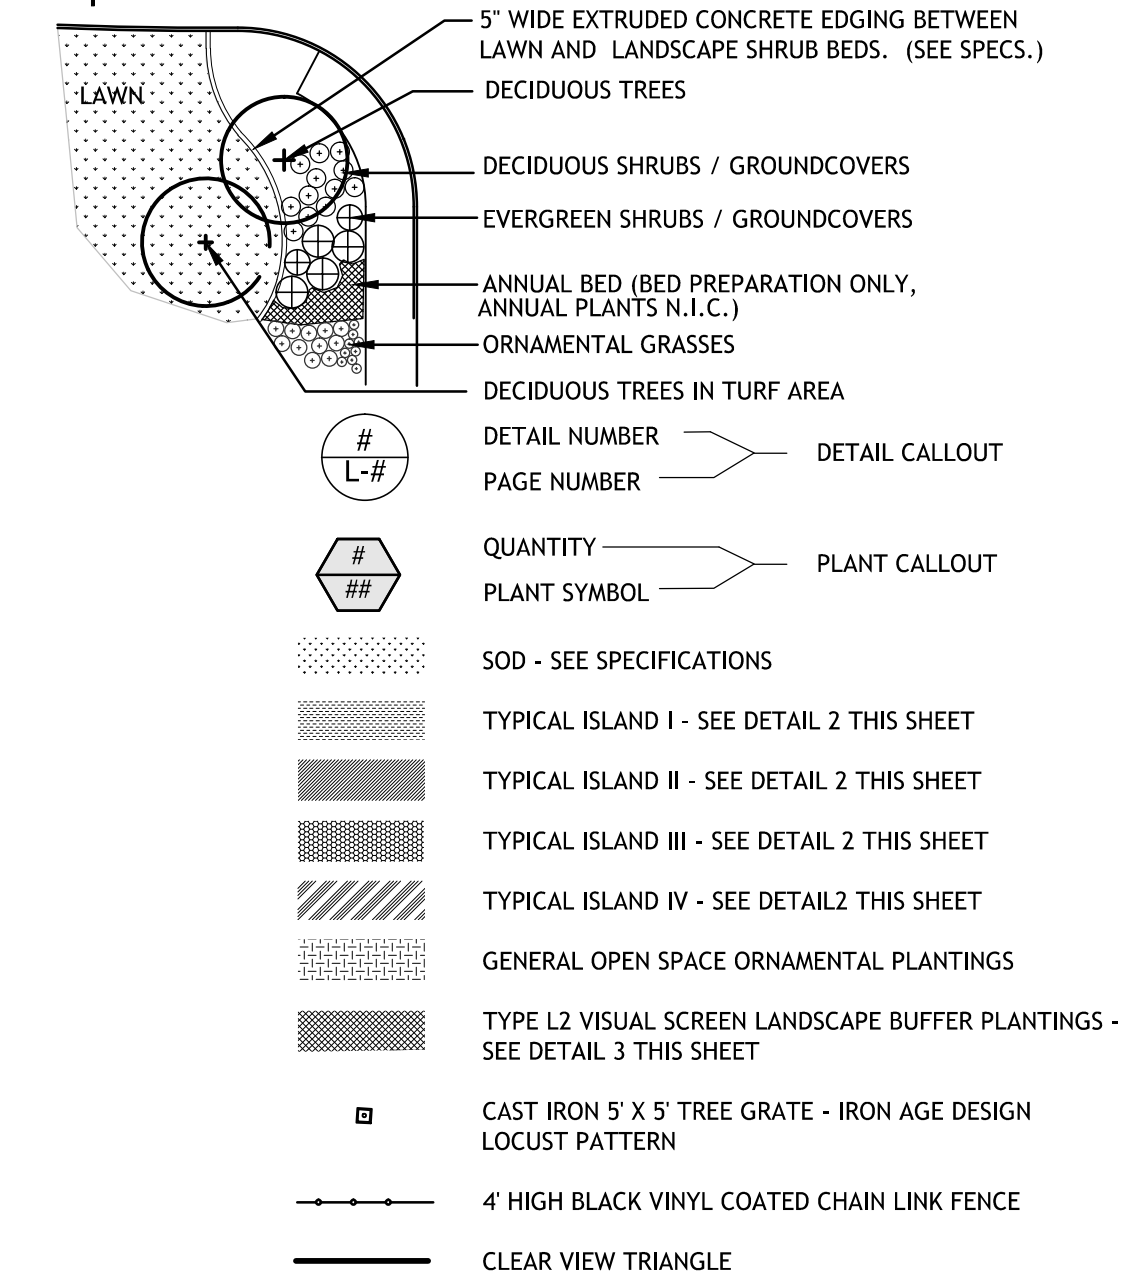 5" WIDE EXTRUDED CONCRETE EDGING BETWEEN
LAWN AND LANDSCAPE SHRUB BEDS. (SEE SPECS.)
LAWN
DECIDUOUS TREES
DECIDUOUS SHRUBS / GROUNDCOVERS
EVERGREEN SHRUBS / GROUNDCOVERS
ANNUAL BED (BED PREPARATION ONLY,
ANNUAL PLANTS N.I.C.)
ORNAMENTAL GRASSES
DECIDUOUS TREES IN TURF AREA
#
L-#
DETAIL NUMBER
PAGE NUMBER
DETAIL CALLOUT
#
##
QUANTITY
PLANT SYMBOL
PLANT CALLOUT
SOD - SEE SPECIFICATIONS
TYPICAL ISLAND I - SEE DETAIL 2 THIS SHEET
TYPICAL ISLAND II - SEE DETAIL 2 THIS SHEET
TYPICAL ISLAND III - SEE DETAIL 2 THIS SHEET
TYPICAL ISLAND IV - SEE DETAIL2 THIS SHEET
GENERAL OPEN SPACE ORNAMENTAL PLANTINGS
TYPE L2 VISUAL SCREEN LANDSCAPE BUFFER PLANTINGS -
SEE DETAIL 3 THIS SHEET
CAST IRON 5' X 5' TREE GRATE - IRON AGE DESIGN
LOCUST PATTERN
4' HIGH BLACK VINYL COATED CHAIN LINK FENCE
CLEAR VIEW TRIANGLE